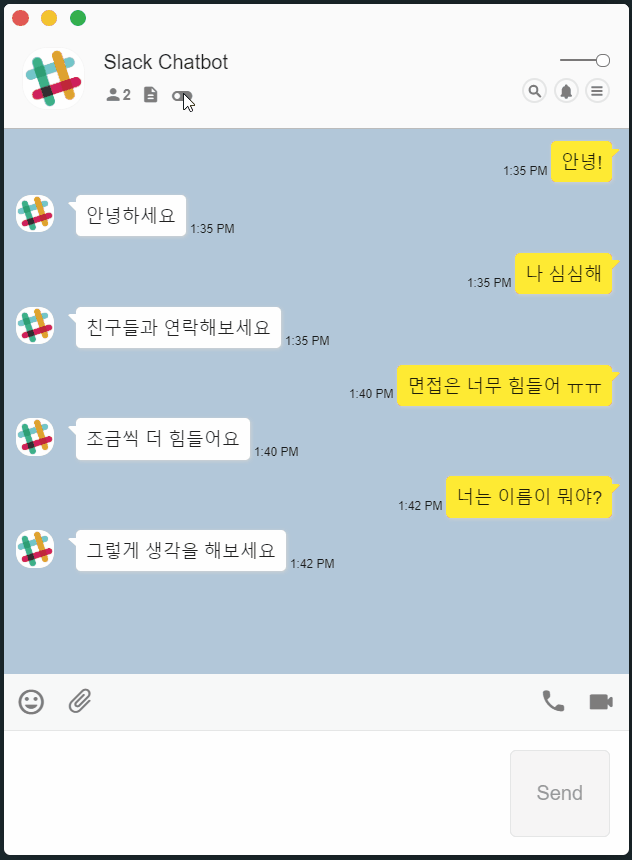 Slack Chatbot
2
안녕!
1:35 PM
안녕하세요
1:35 PM
나 심심해
1:35 PM
친구들과 연락해보세요
1:35 PM
면접은 너무 힘들어 ㅠㅠ
1:40 PM
조금씩 더 힘들어요
1:40 PM
너는 이름이 뭐야?
1:42 PM
그렇게 생각을 해보세요
1:42 PM
Send